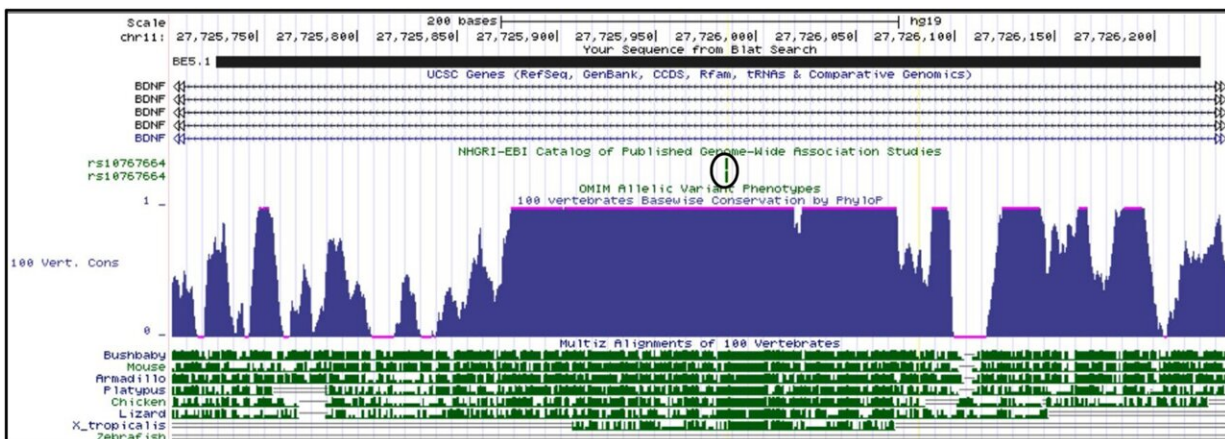 Scale 200 bases hg19
chr11: 27,725,750| 27,725,800| 27,725,850| 27,725,900| 27,725,950| 27,726,000| 27,726,050| 27,726,100| 27,726,150| 27,726,200|
Your Sequence from Blat Search
BE5.1
UCSC Genes (RefSeq, GenBank, CCDS, Rfam, tRNAs & Comparative Genomics)
BDNF
BDNF
BDNF
BDNF
BDNF
NHGRI-EBI Catalog of Published Genome-Wide Association Studies
rs10767664
rs10767664
OMIM Allelic Variant Phenotypes
100 vertebrates Basewise Conservation by PhyloP
1 _
100 Vert. Cons
0 _
Multiz Alignments of 100 Vertebrates
Bushbaby
Mouse
Armadillo
Platypus
Chicken
Lizard
X_tropicalis
Zebrafish